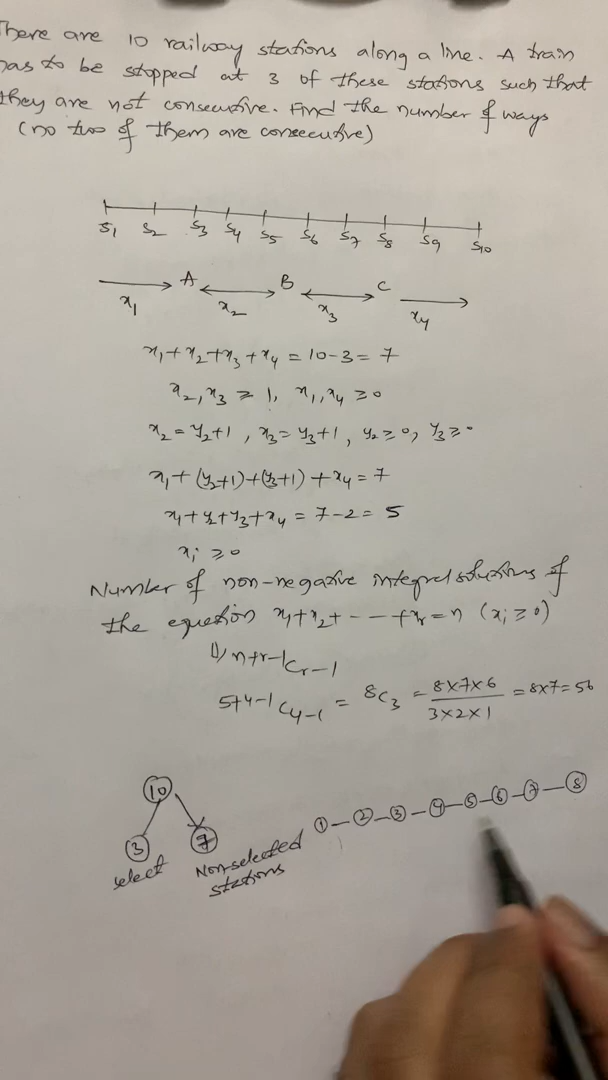 There are 10 railway stations along a line. A train
has to be stopped at 3 of these stations such that
they are not consecutive. Find the number of ways
(no two of them are consecutive)
S1 S2 S3 S4 S5 S6 S7 S8 S9 S10
A B C
x1 x2 x3 x4
x1+x2+x3+x4 = 10-3 = 7
x2, x3 ≥ 1, x1, x4 ≥ 0
x2 = y2+1, x3 = y3+1, y2 ≥ 0, y3 ≥ 0
x1+(y2+1)+(y3+1)+x4 = 7
x1+y2+y3+x4 = 7-2 = 5
xi ≥ 0
Number of non-negative integral solutions of
the equation x1+x2+---+xr = n (xi ≥ 0)
is n+r-1Cr-1
5+4-1C4-1 = 8C3 = 8×7×6/3×2×1 = 8×7 = 56
10
3 7
select Non selected
stations
1 - 2 - 3 - 4 - 5 - 6 - 7 - 8